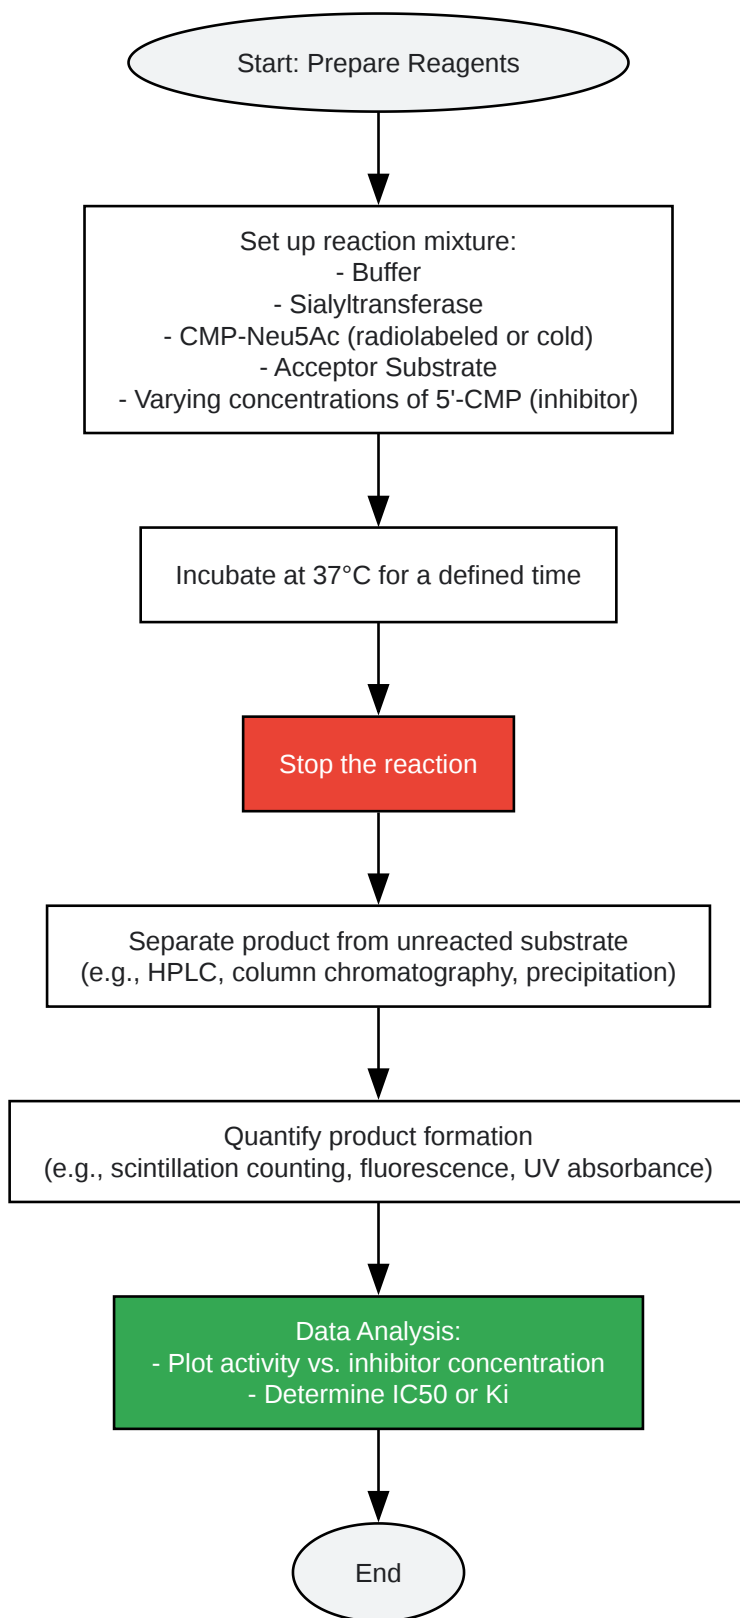 Start: Prepare Reagents
Set up reaction mixture:
- Buffer
- Sialyltransferase
- CMP-Neu5Ac (radiolabeled or cold)
- Acceptor Substrate
- Varying concentrations of 5'-CMP (inhibitor)
Incubate at 37°C for a defined time
Stop the reaction
Separate product from unreacted substrate
(e.g., HPLC, column chromatography, precipitation)
Quantify product formation
(e.g., scintillation counting, fluorescence, UV absorbance)
Data Analysis:
- Plot activity vs. inhibitor concentration
- Determine IC50 or Ki
End